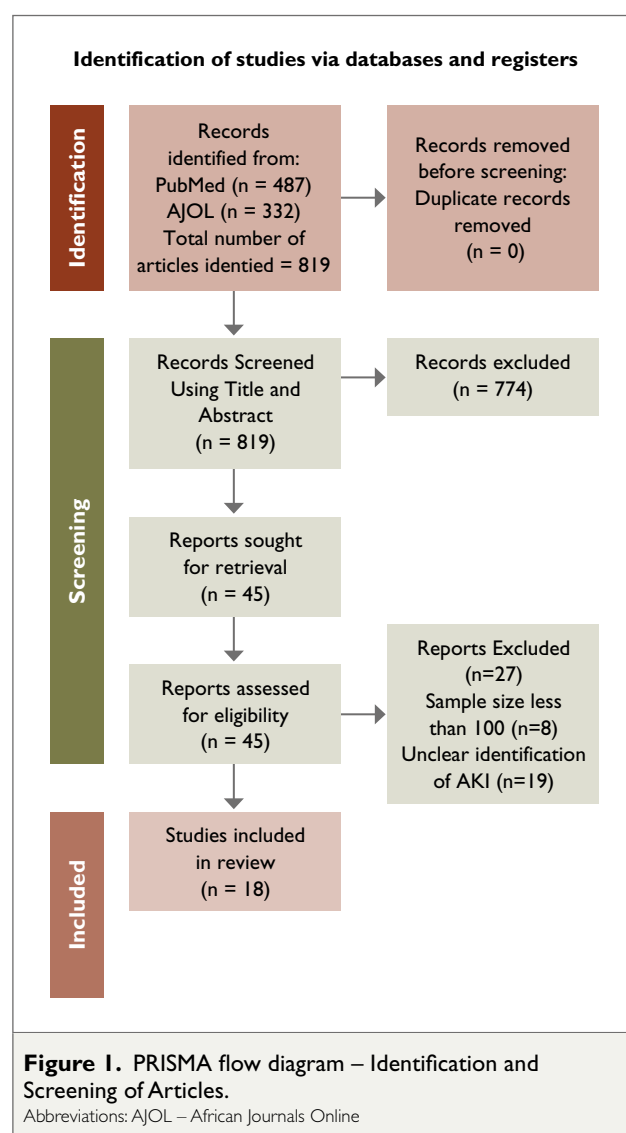 Identification of studies via databases and registers
Identification
Records
identified from:
PubMed (n = 487)
AJOL (n = 332)
Total number of
articles identied = 819
Records removed
before screening:
Duplicate records
removed
(n = 0)
Screening
Records Screened
Using Title and
Abstract
(n = 819)
Records excluded
(n = 774)
Reports sought
for retrieval
(n = 45)
Reports assessed
for eligibility
(n = 45)
Reports Excluded
(n=27)
Sample size less
than 100 (n=8)
Unclear identification
of AKI (n=19)
Included
Studies included
in review
(n = 18)
Figure 1. PRISMA flow diagram – Identification and
Screening of Articles.
Abbreviations: AJOL – African Journals Online